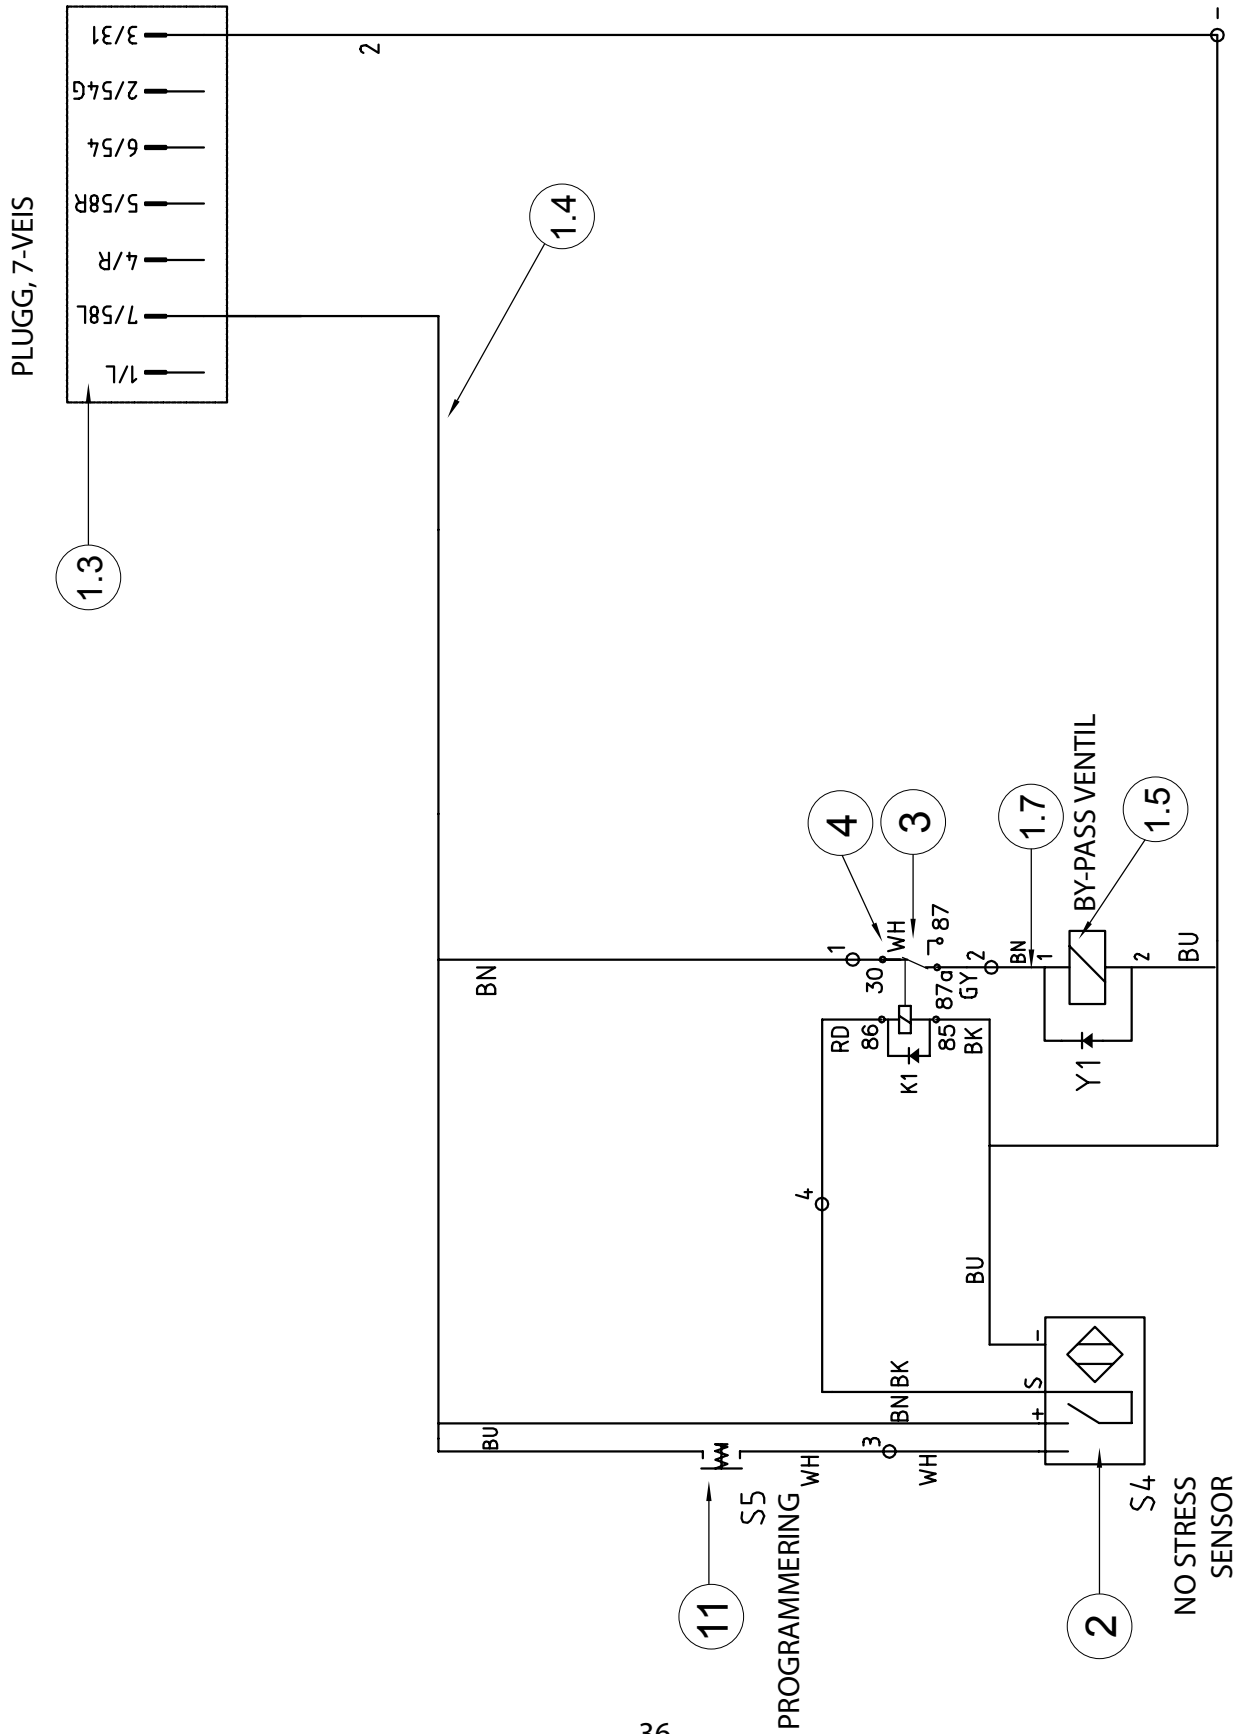 PLUGG, 7-VEIS
1/L
7/58L
4/R
5/58R
6/54
2/54G
3/31
1.3
1.4
2
-
BN
BU
11
S5
PROGRAMMERING
WH
3
WH
BN
BK
4
RD
86
K1
85
BK
BU
1
30
WH
4
3
87
87a
GY
2
BN
1
1.7
BY-PASS VENTIL
1.5
Y1
2
BU
+
S
-
2
S4
NO STRESS
SENSOR
36